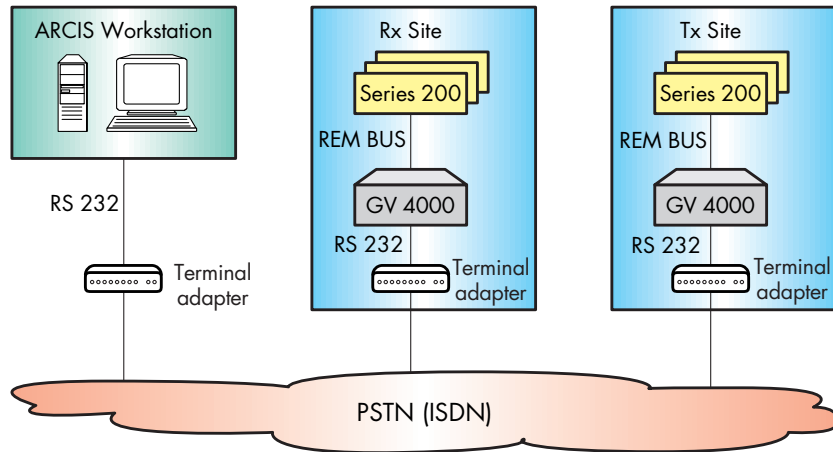 ARCIS Workstation
RS 232
Terminal
adapter
Rx Site
Series 200
REM BUS
GV 4000
RS 232
Terminal
adapter
Tx Site
Series 200
REM BUS
GV 4000
RS 232
Terminal
adapter
PSTN (ISDN)